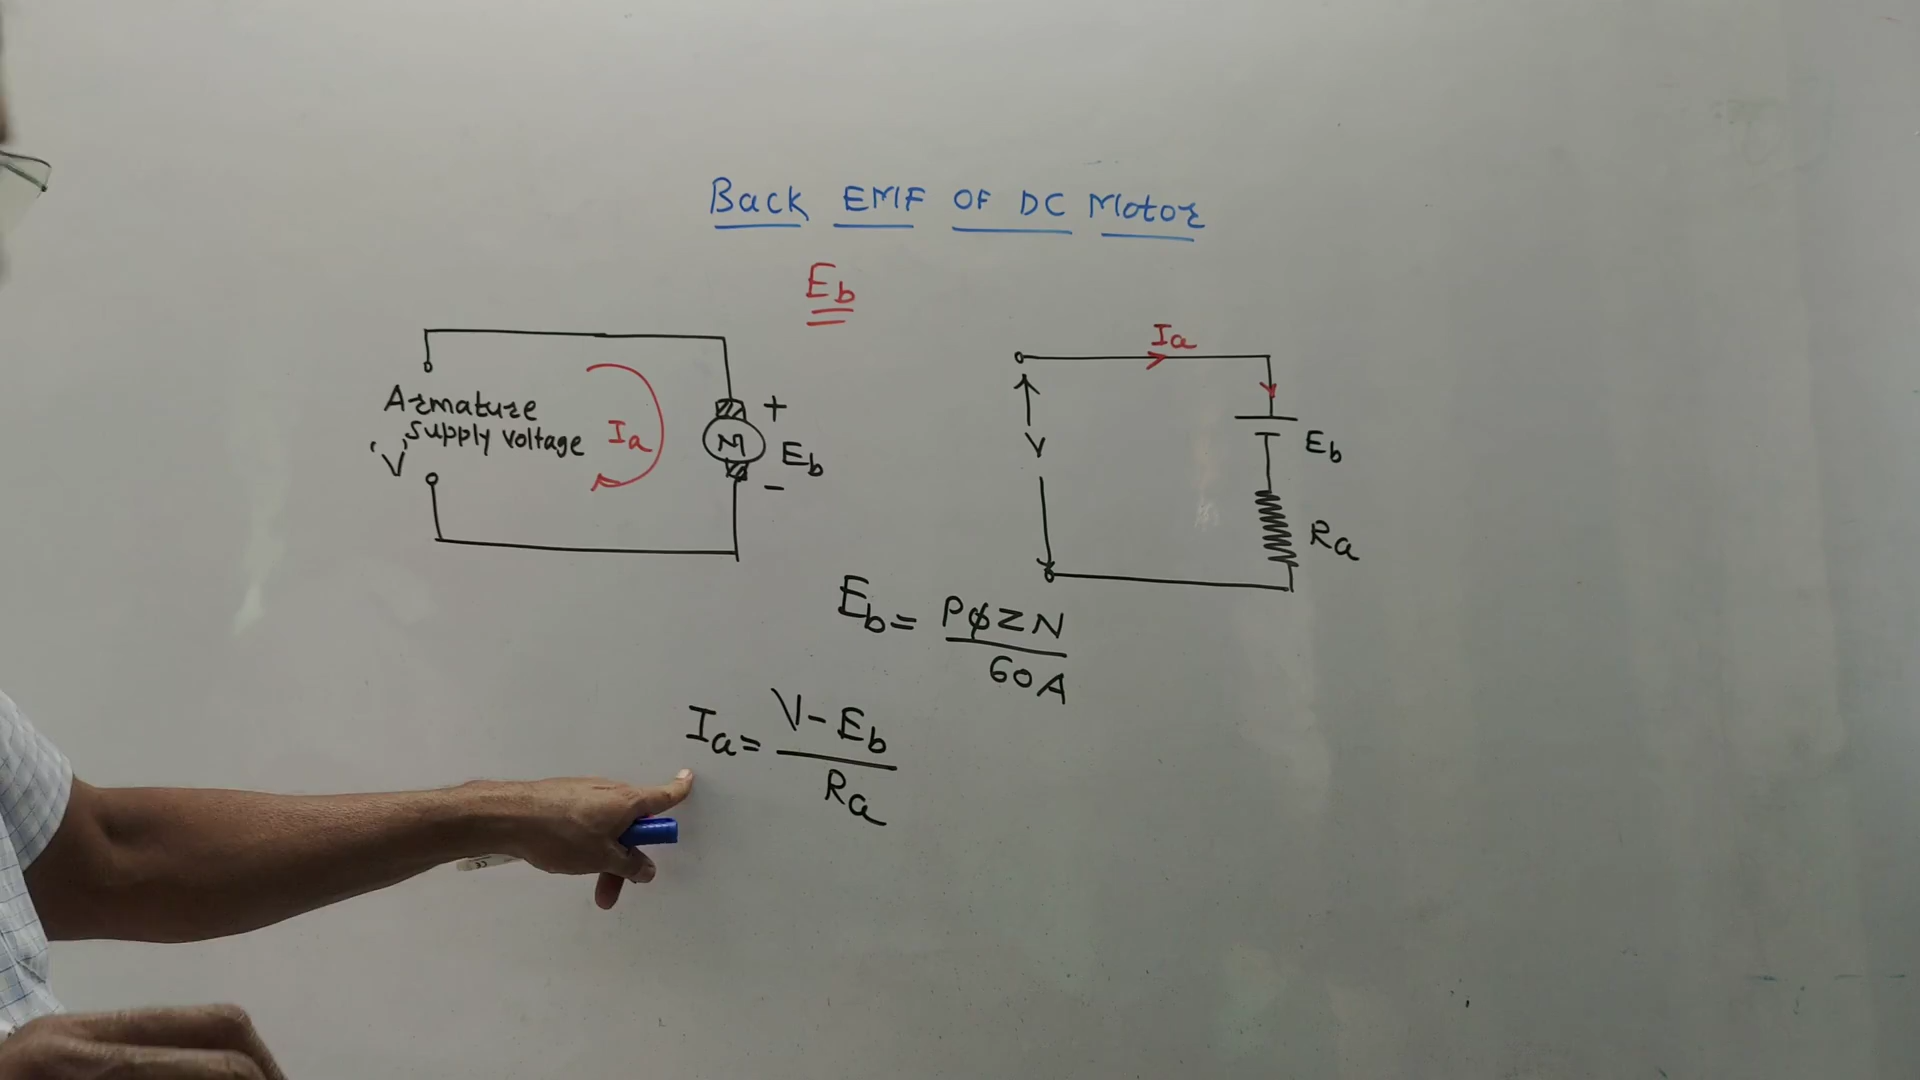 Back EMF OF DC Motor
Eb
Armature
supply voltage
'V'
Ia
M
+
Eb
-
Ia
V
Eb
Ra
Eb = PϕZN / 60A
Ia = V - Eb / Ra